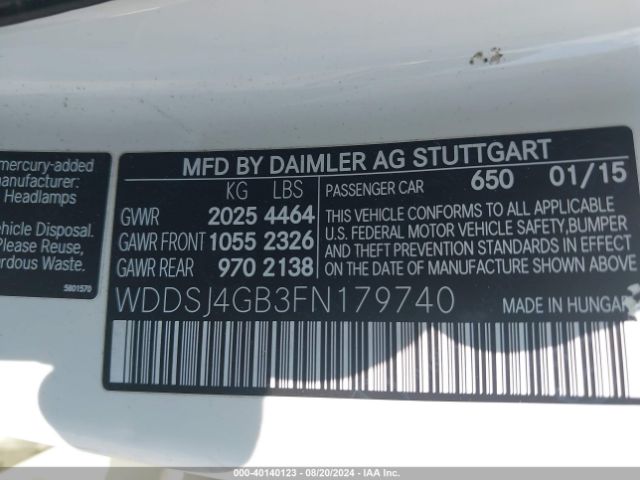 mercury-added
manufacturer:
Headlamps
Vehicle Disposal.
Please Reuse,
ardous Waste.
5801570
MFD BY DAIMLER AG STUTTGART
KG LBS
GVWR 2025 4464
GAWR FRONT 1055 2326
GAWR REAR 970 2138
PASSENGER CAR 650 01/15
THIS VEHICLE CONFORMS TO ALL APPLICABLE
U.S. FEDERAL MOTOR VEHICLE SAFETY, BUMPER
AND THEFT PREVENTION STANDARDS IN EFFECT
ON THE DATE OF MANUFACTURE SHOWN ABOVE
WDDSJ4GB3FN179740 MADE IN HUNGAR
STOCK #: 40140123 - 08/20/2024 - IAA Inc.